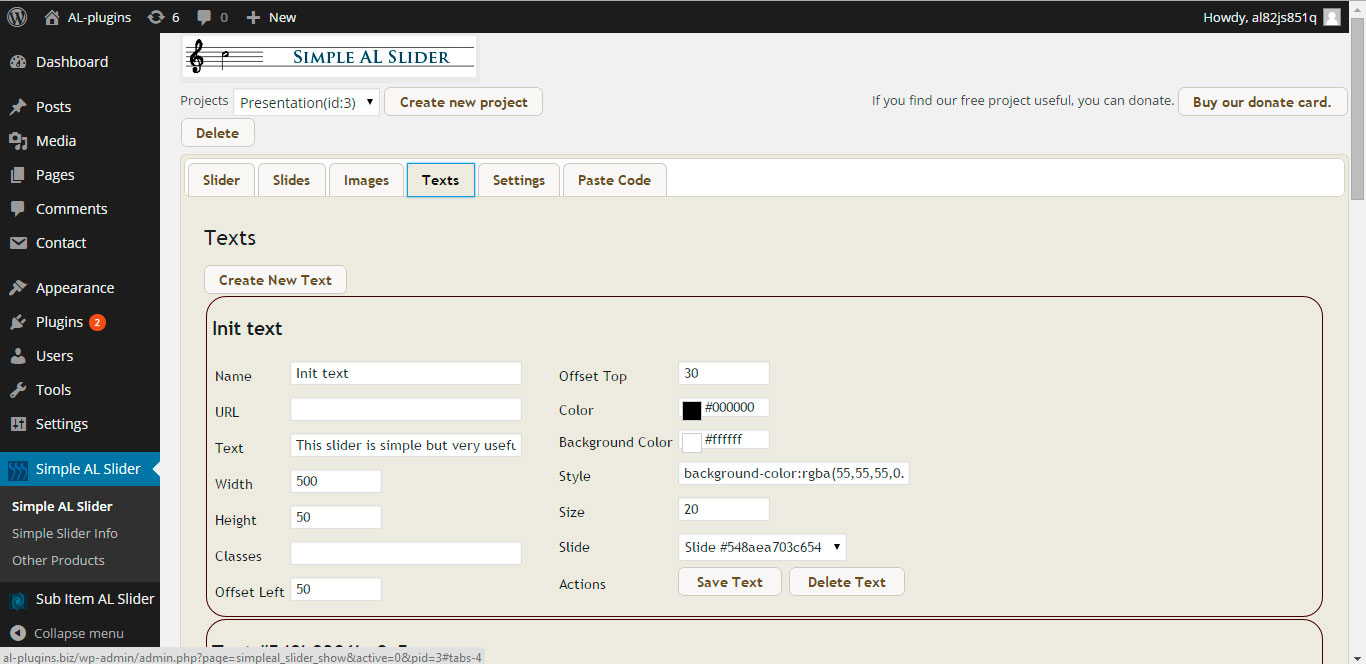 AL-plugins 6 0 New Howdy, al82js851q
Dashboard
Posts
Media
Pages
Comments
Contact
Appearance
Plugins 2
Users
Tools
Settings
Simple AL Slider
Simple AL Slider
Simple Slider Info
Other Products
Sub Item AL Slider
Collapse menu
SIMPLE AL SLIDER
Projects Presentation(id:3) Create new project
If you find our free project useful, you can donate. Buy our donate card.
Delete
Slider Slides Images Texts Settings Paste Code
Texts
Create New Text
Init text
Name Init text
URL
Text This slider is simple but very usefu
Width 500
Height 50
Classes
Offset Left 50
Offset Top 30
Color #000000
Background Color #ffffff
Style background-color:rgba(55,55,55,0.
Size 20
Slide Slide #548aea703c654
Actions Save Text Delete Text
al-plugins.biz/wp-admin/admin.php?page=simpleal_slider_show&active=0&pid=3#tabs-4